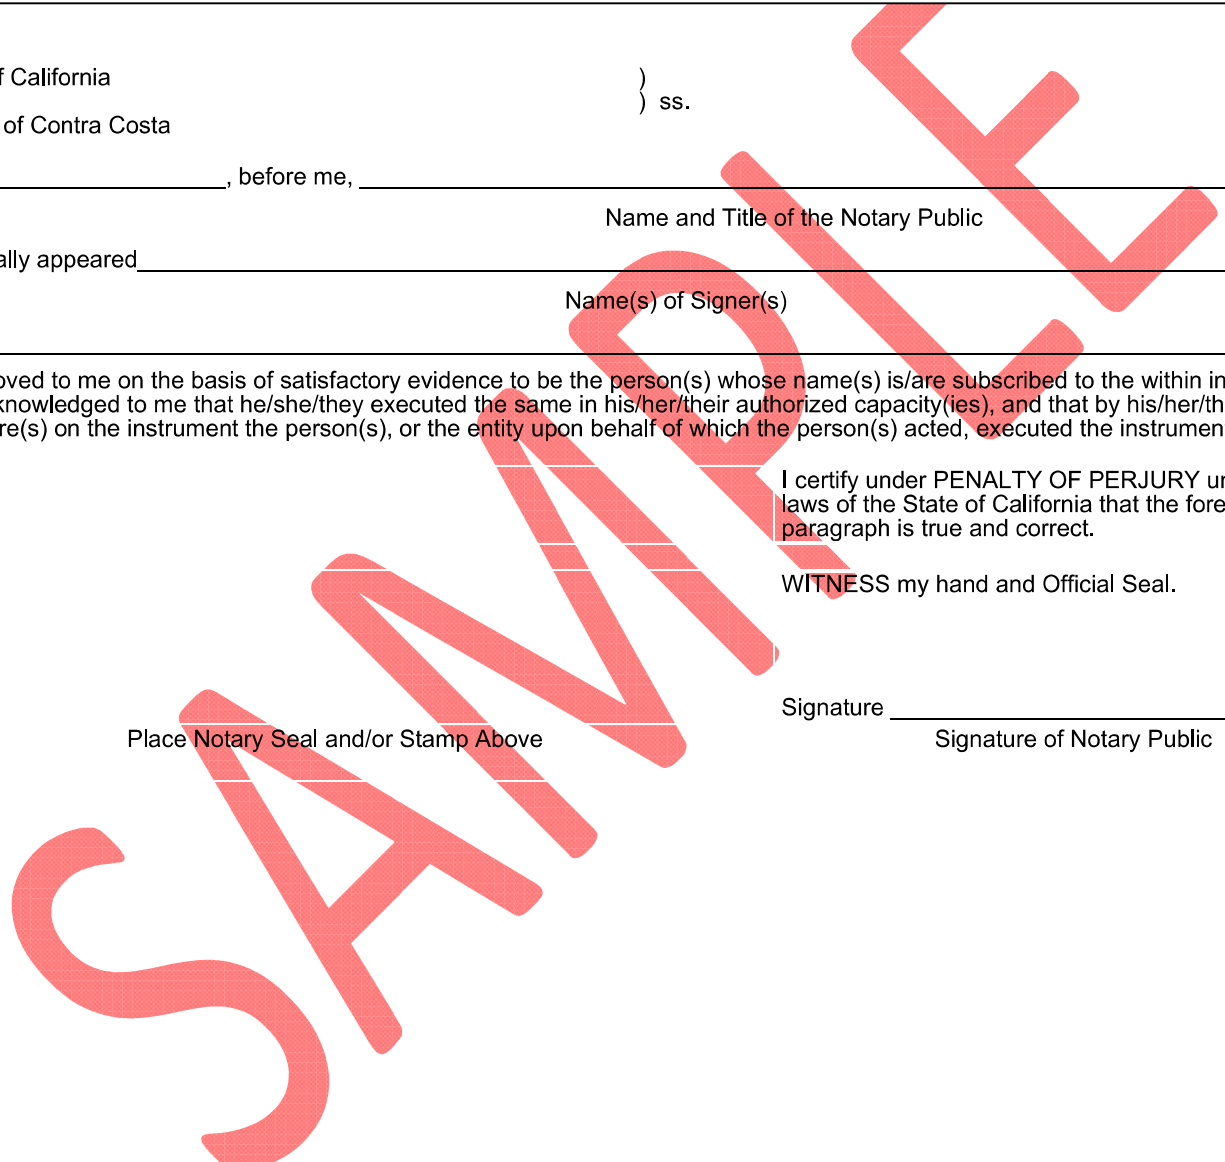 f California )
) ss.
of Contra Costa
, before me,
Name and Title of the Notary Public
ally appeared
Name(s) of Signer(s)
oved to me on the basis of satisfactory evidence to be the person(s) whose name(s) is/are subscribed to the within in
knowledged to me that he/she/they executed the same in his/her/their authorized capacity(ies), and that by his/her/th
re(s) on the instrument the person(s), or the entity upon behalf of which the person(s) acted, executed the instrumen
I certify under PENALTY OF PERJURY un
laws of the State of California that the fore
paragraph is true and correct.
WITNESS my hand and Official Seal.
Signature
Place Notary Seal and/or Stamp Above Signature of Notary Public
SAMPLE